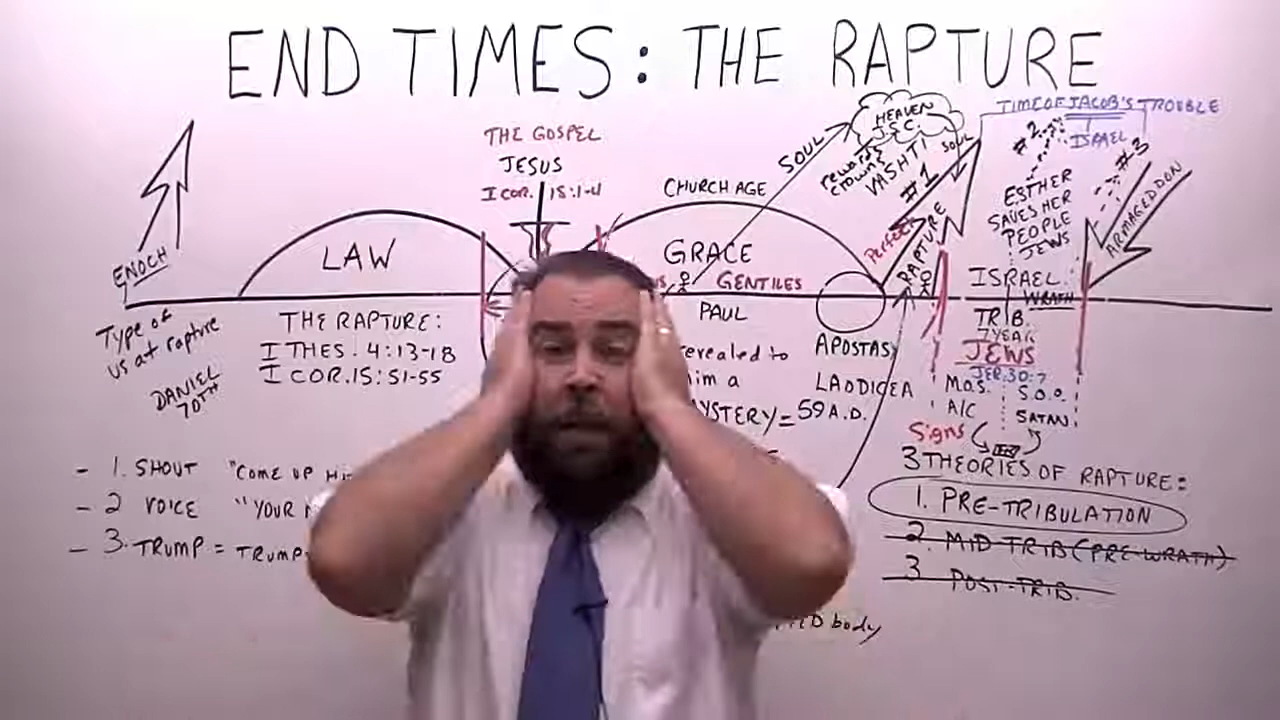 END TIMES: THE RAPTURE
THE GOSPEL
JESUS
I COR. 15:1-4
ENOCH
Type of
us at rapture
DANIEL
70TH
LAW
THE RAPTURE:
I THES. 4:13-18
I COR. 15:51-55
CHURCH AGE
GRACE
GENTILES
PAUL
revealed to
him a
MYSTERY = 59 A.D.
SOUL
HEAVEN
J.S.C.
rewards
crowns
VASHTI
SOUL
#1
Perfect
RAPTURE
APOSTASY
LAODICEA
TIME OF JACOB'S TROUBLE
#2
ISRAEL
#3
ESTHER
SAVES HER
PEOPLE
JEWS
ARMAGEDDON
ISRAEL
WRATH
TRIB
7 YEAR
JEWS
JER. 30:7
M.O.S.
A/C
S.O.P.
SATAN
Signs
3 THEORIES OF RAPTURE:
1. PRE-TRIBULATION
2. MID TRIB (PRE-WRATH)
3 POST-TRIB.
- 1. SHOUT "COME UP
- 2 VOICE "YOUR
- 3. TRUMP = TRUMP
body